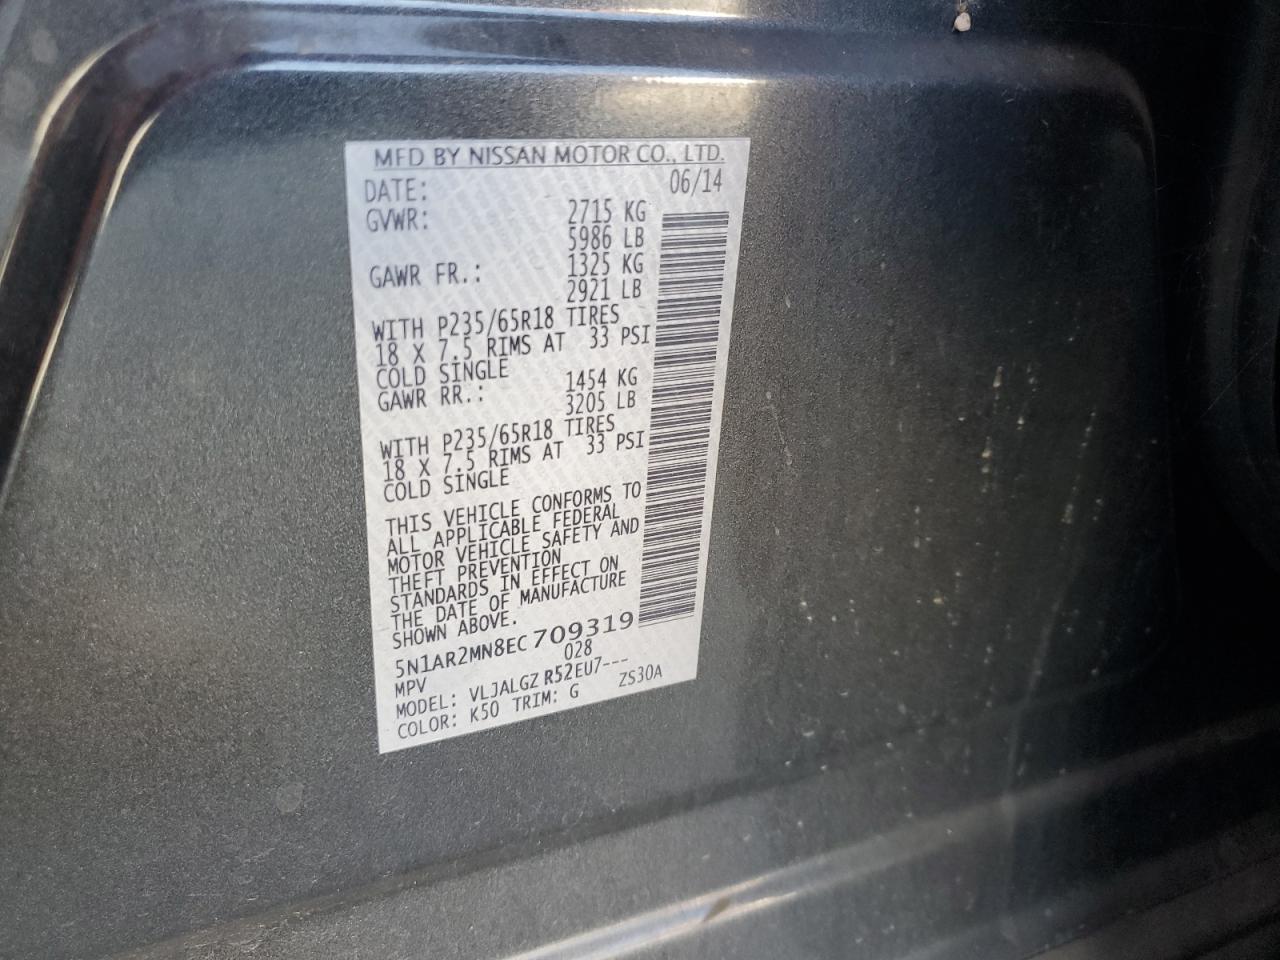 MFD BY NISSAN MOTOR CO., LTD.
DATE: 06/14
GVWR: 2715 KG
5986 LB
GAWR FR.: 1325 KG
2921 LB
WITH P235/65R18 TIRES
18 X 7.5 RIMS AT 33 PSI
COLD SINGLE
GAWR RR.: 1454 KG
3205 LB
WITH P235/65R18 TIRES
18 X 7.5 RIMS AT 33 PSI
COLD SINGLE
THIS VEHICLE CONFORMS TO
ALL APPLICABLE FEDERAL
MOTOR VEHICLE SAFETY AND
THEFT PREVENTION
STANDARDS IN EFFECT ON
THE DATE OF MANUFACTURE
SHOWN ABOVE.
5N1AR2MN8EC709319
MPV 028
MODEL: VLJALGZ R52EU7---
COLOR: K50 TRIM: G ZS30A